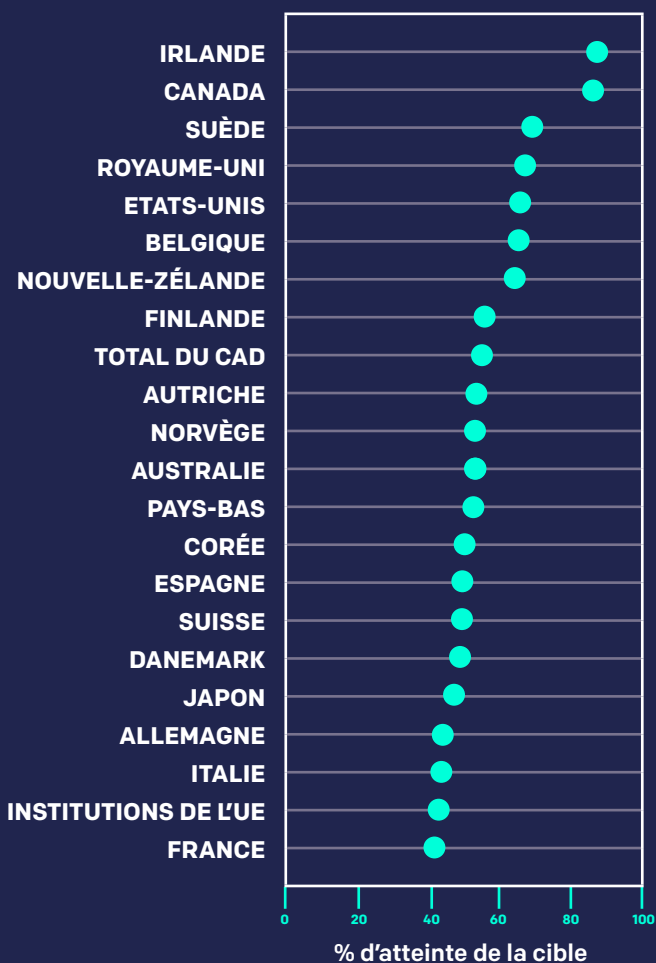 IRLANDE
CANADA
SUÈDE
ROYAUME-UNI
ETATS-UNIS
BELGIQUE
NOUVELLE-ZÉLANDE
FINLANDE
TOTAL DU CAD
AUTRICHE
NORVÈGE
AUSTRALIE
PAYS-BAS
CORÉE
ESPAGNE
SUISSE
DANEMARK
JAPON
ALLEMAGNE
ITALIE
INSTITUTIONS DE L’UE
FRANCE
0 20 40 60 80 100
% d’atteinte de la cible